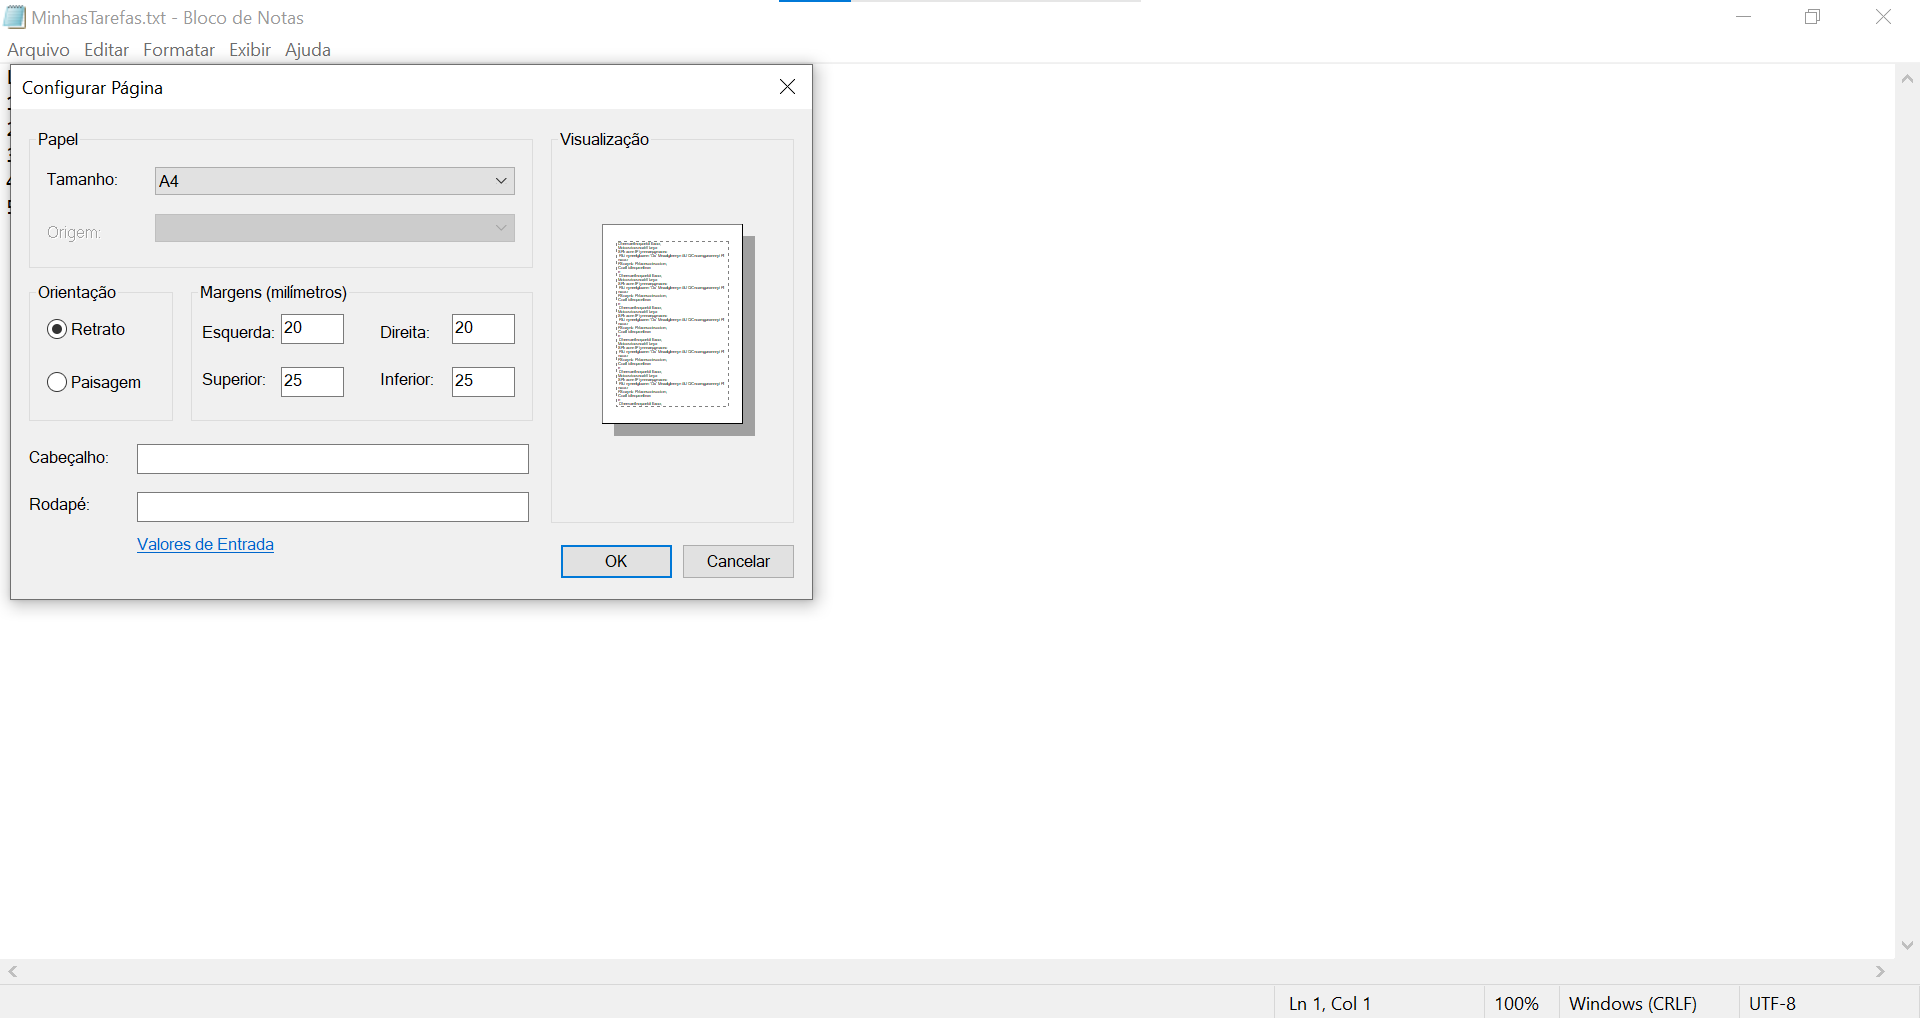 MinhasTarefas.txt - Bloco de Notas
Arquivo Editar Formatar Exibir Ajuda
Configurar Página
Papel
Tamanho: A4
Origem:
Orientação
Retrato
Paisagem
Margens (milímetros)
Esquerda: 20 Direita: 20
Superior: 25 Inferior: 25
Cabeçalho:
Rodapé:
Valores de Entrada
Visualização
OK Cancelar
Ln 1, Col 1 100% Windows (CRLF) UTF-8